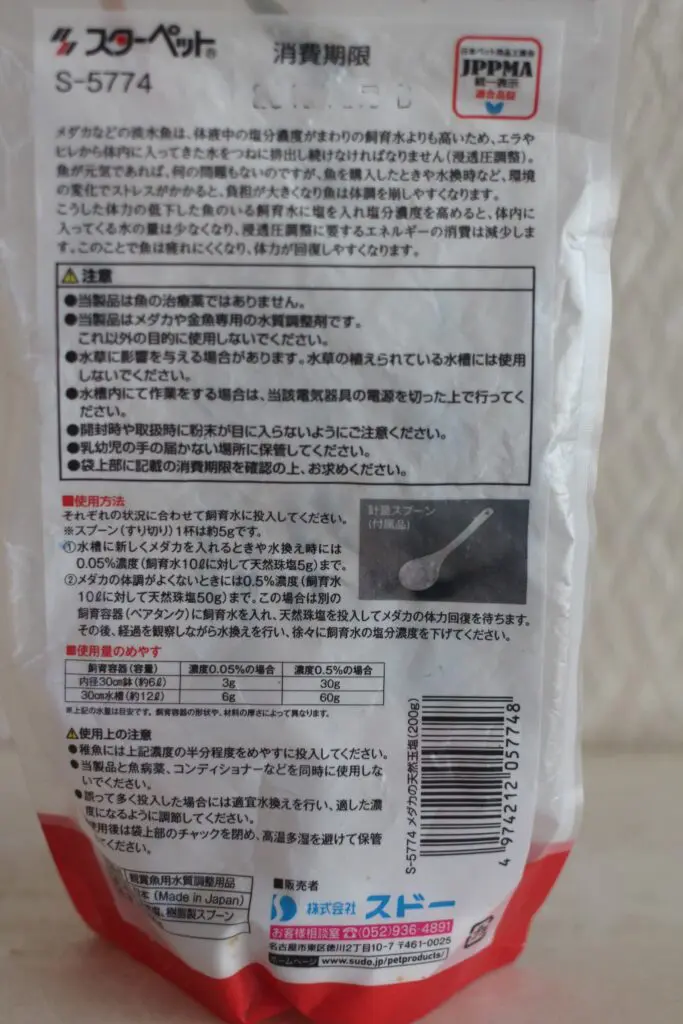 スターペット®
S-5774
消費期限
日本ペット用品工業会
JPPMA
統一表示
適合品
メダカなどの淡水魚は、体液中の塩分濃度がまわりの飼育水よりも高いため、エラや
ヒレから体内に入ってきた水をつねに排出し続けなければなりません(浸透圧調整)。
魚が元気であれば、何の問題もないのですが、魚を購入したときや水換時など、環境
の変化でストレスがかかると、負担が大きくなり魚は体調を崩しやすくなります。
こうした体力の低下した魚のいる飼育水に塩を入れ塩分濃度を高めると、体内に
入ってくる水の量は少なくなり、浸透圧調整に要するエネルギーの消費は減少しま
す。このことで魚は疲れにくくなり、体力が回復しやすくなります。
⚠注意
●当製品は魚の治療薬ではありません。
●当製品はメダカや金魚専用の水質調整剤です。
これ以外の目的に使用しないでください。
●水草に影響を与える場合があります。水草の植えられている水槽には使用
しないでください。
●水槽内にて作業をする場合は、当該電気器具の電源を切った上で行ってく
ださい。
●開封時や取扱時に粉末が目に入らないようにご注意ください。
●乳幼児の手の届かない場所に保管してください。
●袋上部に記載の消費期限を確認の上、お求めください。
■使用方法
それぞれの状況に合わせて飼育水に投入してください。
※スプーン(すり切り)1杯は約5gです。
①水槽に新しくメダカを入れるときや水換え時には
0.05%濃度(飼育水10ℓに対して天然珠塩5g)まで。
②メダカの体調がよくないときには0.5%濃度(飼育水
10ℓに対して天然珠塩50g)まで。この場合は別の
飼育容器(ベアタンク)に飼育水を入れ、天然珠塩を投入してメダカの体力回復を待ちます。
その後、経過を観察しながら水換えを行い、徐々に飼育水の塩分濃度を下げてください。
計量スプーン
(付属品)
■使用量のめやす
飼育容器(容量) 濃度0.05%の場合 濃度0.5%の場合
内径30cm鉢(約6ℓ) 3g 30g
30cm水槽(約12ℓ) 6g 60g
※上記の水量は目安です。飼育容器の形状や、材料の厚さによって異なります。
⚠使用上の注意
●稚魚には上記濃度の半分程度をめやすに投入してください。
●当製品と魚病薬、コンディショナーなどを同時に使用しな
いでください。
●誤って多く投入した場合には適宜水換えを行い、適した濃
度になるように調節してください。
使用後は袋上部のチャックを閉め、高温多湿を避けて保管
ください。
S-5774 メダカの天然玉塩(200g)
4 974212 057748
観賞魚用水質調整用品
本 (Made in Japan)
塩、樹脂製スプーン
■販売者
株式会社 スドー
お客様相談室 ☎(052)936-4891
名古屋市東区徳川2丁目10-7 〒461-0025
ホームページ www.sudo.jp/petproducts/